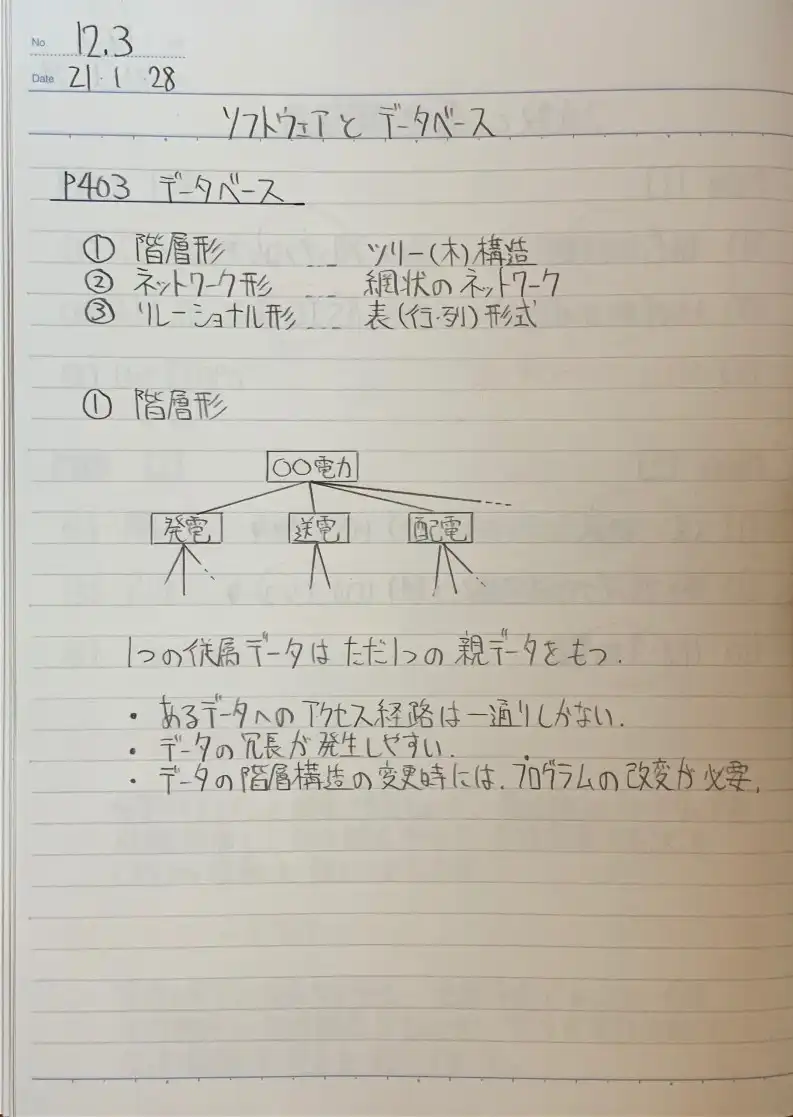 No 12.3
Date 21・1・28
ソフトウェアと データベース
P403 データベース
① 階層形 --- ツリー(木)構造
② ネットワーク形 --- 網状のネットワーク
③ リレーショナル形 --- 表(行・列)形式
① 階層形
○○電力
発電 送電 配電
1つの従属データはただ1つの親データをもつ.
・ あるデータへのアクセス経路は一通りしかない.
・ データの冗長が発生しやすい.
・ データの階層構造の変更時には、プログラムの改変が必要.